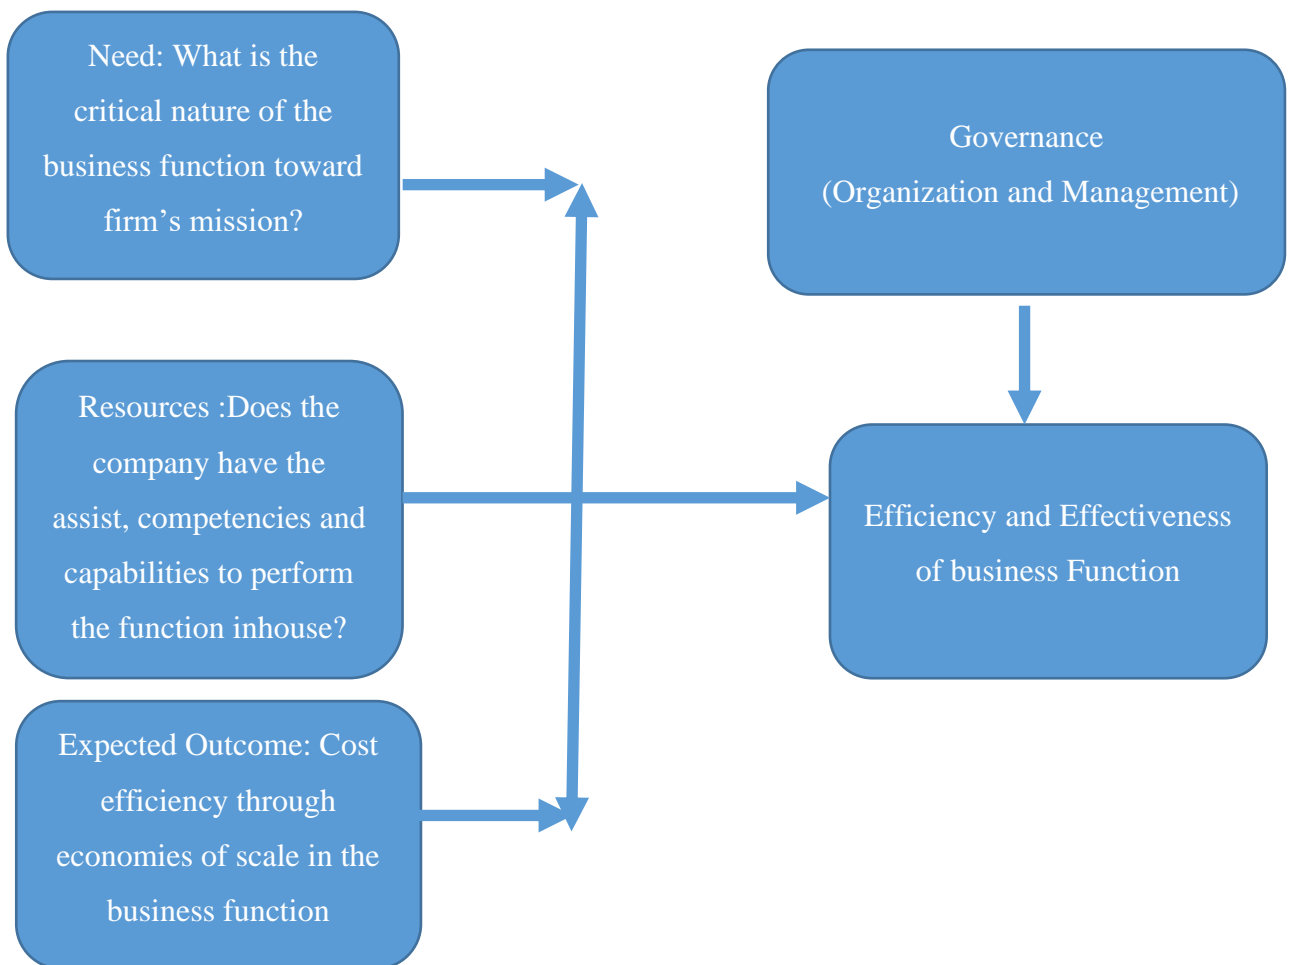 Need: What is the
critical nature of the
business function toward
firm’s mission?
Governance
(Organization and Management)
Resources :Does the
company have the
assist, competencies and
capabilities to perform
the function inhouse?
Efficiency and Effectiveness
of business Function
Expected Outcome: Cost
efficiency through
economies of scale in the
business function